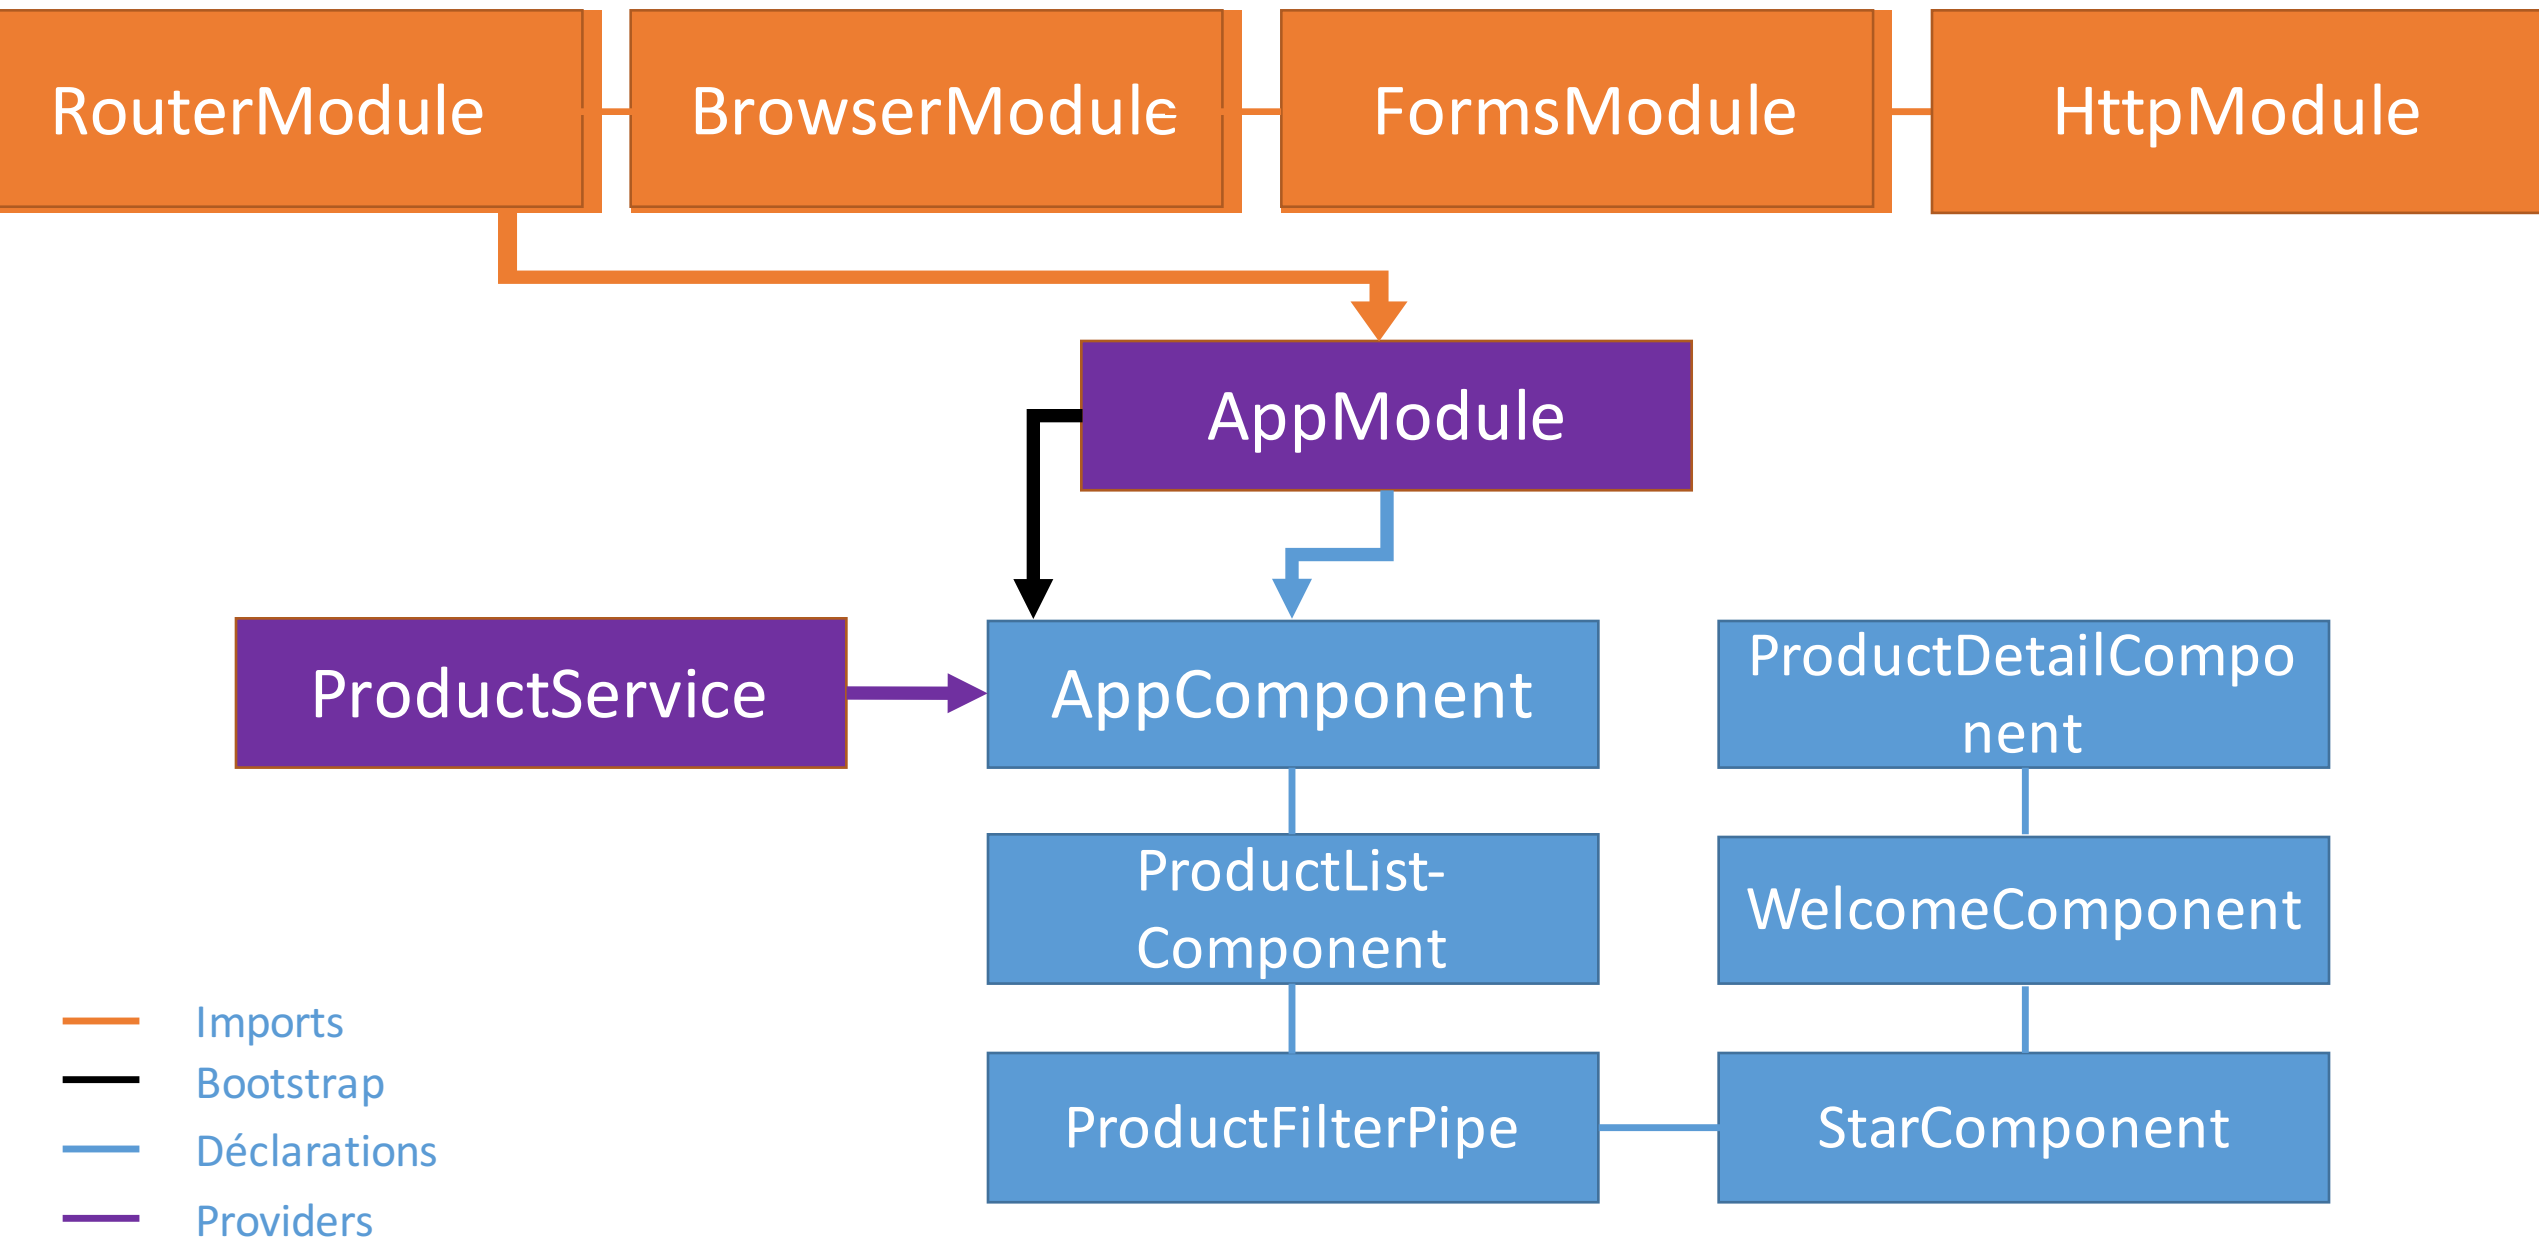 RouterModule
BrowserModule
FormsModule
HttpModule
AppModule
ProductService
AppComponent
ProductDetailCompo
nent
ProductList-
Component
WelcomeComponent
ProductFilterPipe
StarComponent
Imports
Bootstrap
Déclarations
Providers